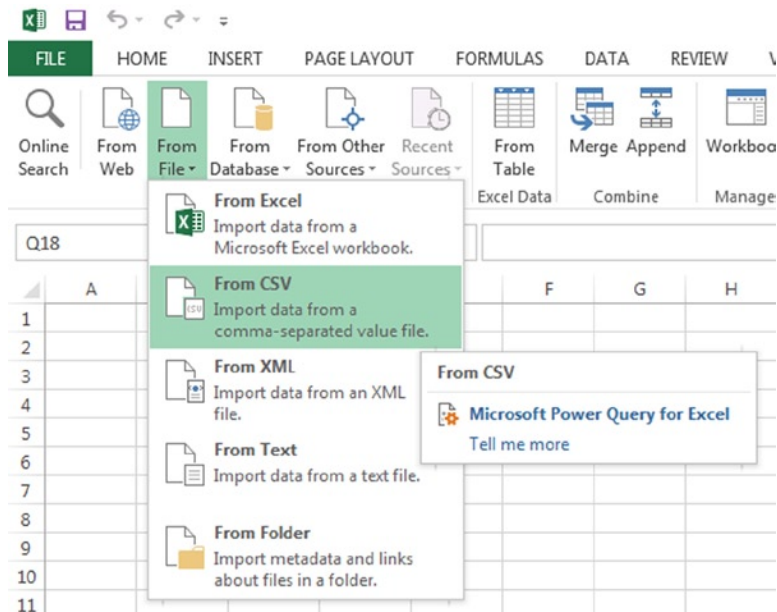 FILE HOME INSERT PAGE LAYOUT FORMULAS DATA REVIEW
Online Search
From Web
From File
From Database
From Other Sources
Recent Sources
From Table
Merge
Append
Excel Data
Combine
Q18
A F G H
From Excel
Import data from a
Microsoft Excel workbook.
From CSV
Import data from a
comma-separated value file.
From XML
Import data from an XML
file.
From Text
Import data from a text file.
From Folder
Import metadata and links
about files in a folder.
csv
From CSV
Microsoft Power Query for Excel
Tell me more
1
2
3
4
5
6
7
8
9
10
11